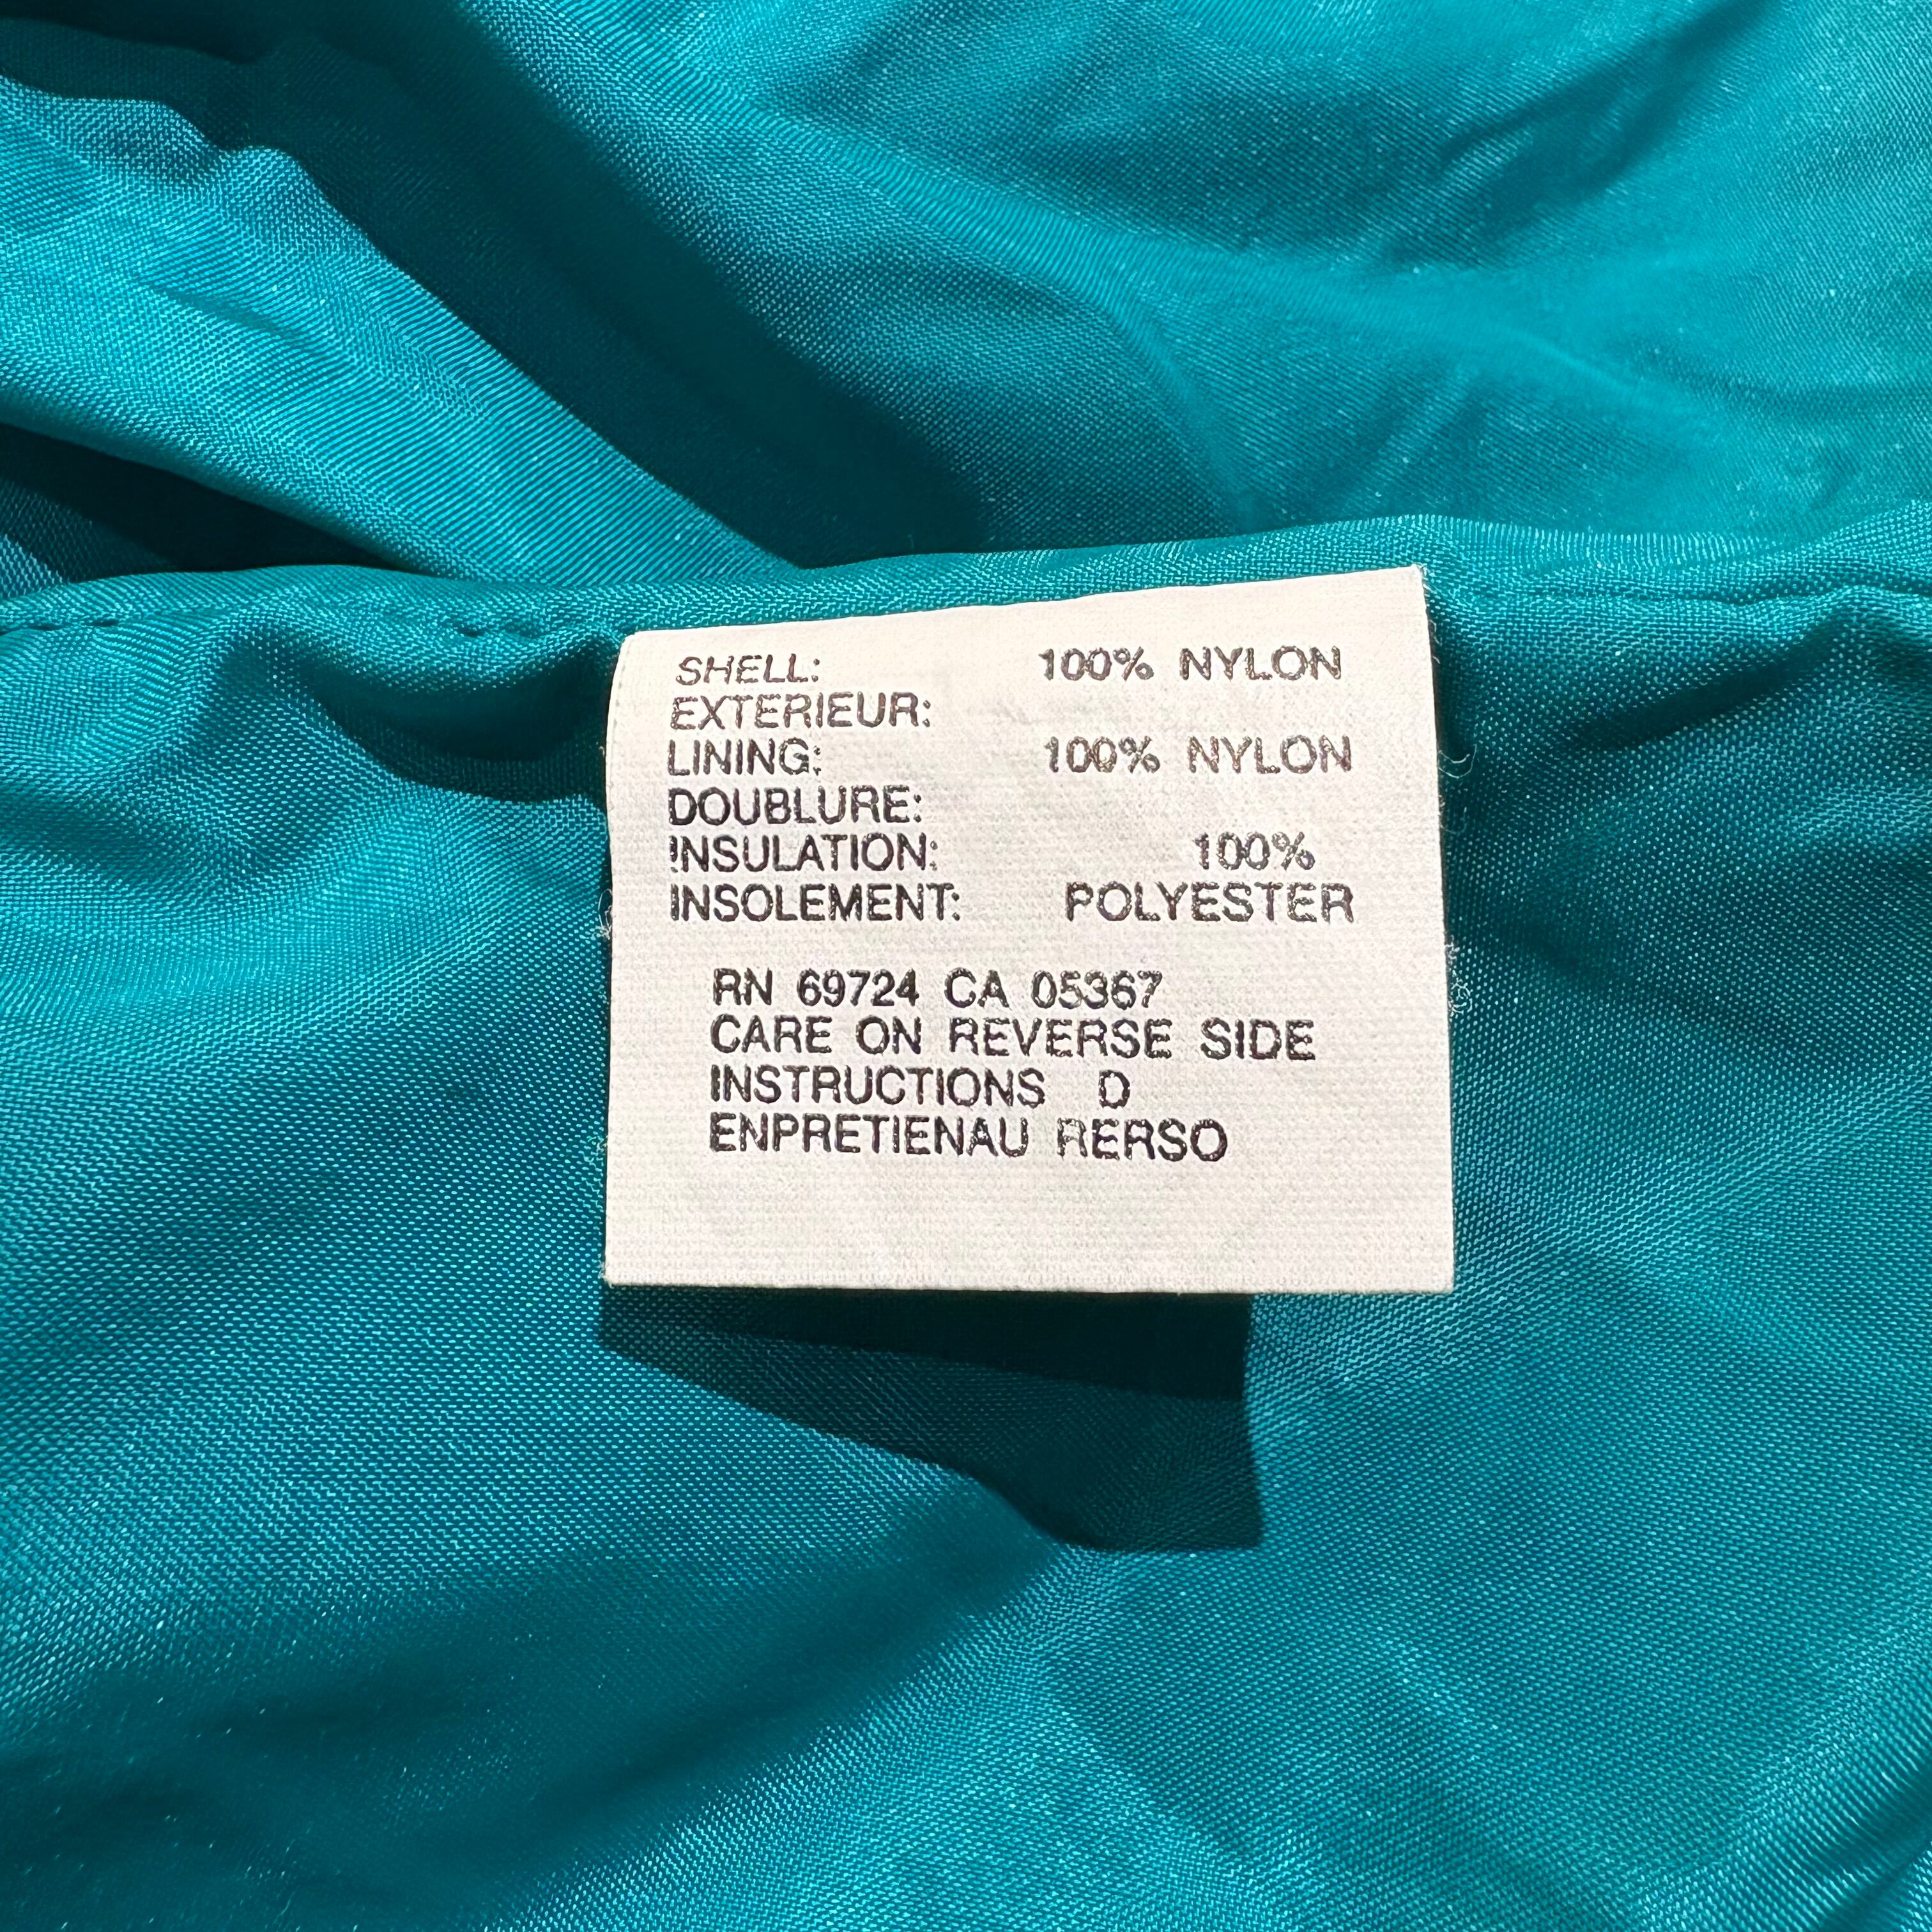 SHELL: 100% NYLON
EXTERIEUR:
LINING: 100% NYLON
DOUBLURE:
INSULATION: 100%
INSOLEMENT: POLYESTER
RN 69724 CA 05367
CARE ON REVERSE SIDE
INSTRUCTIONS D
ENPRETIENAU RERSO